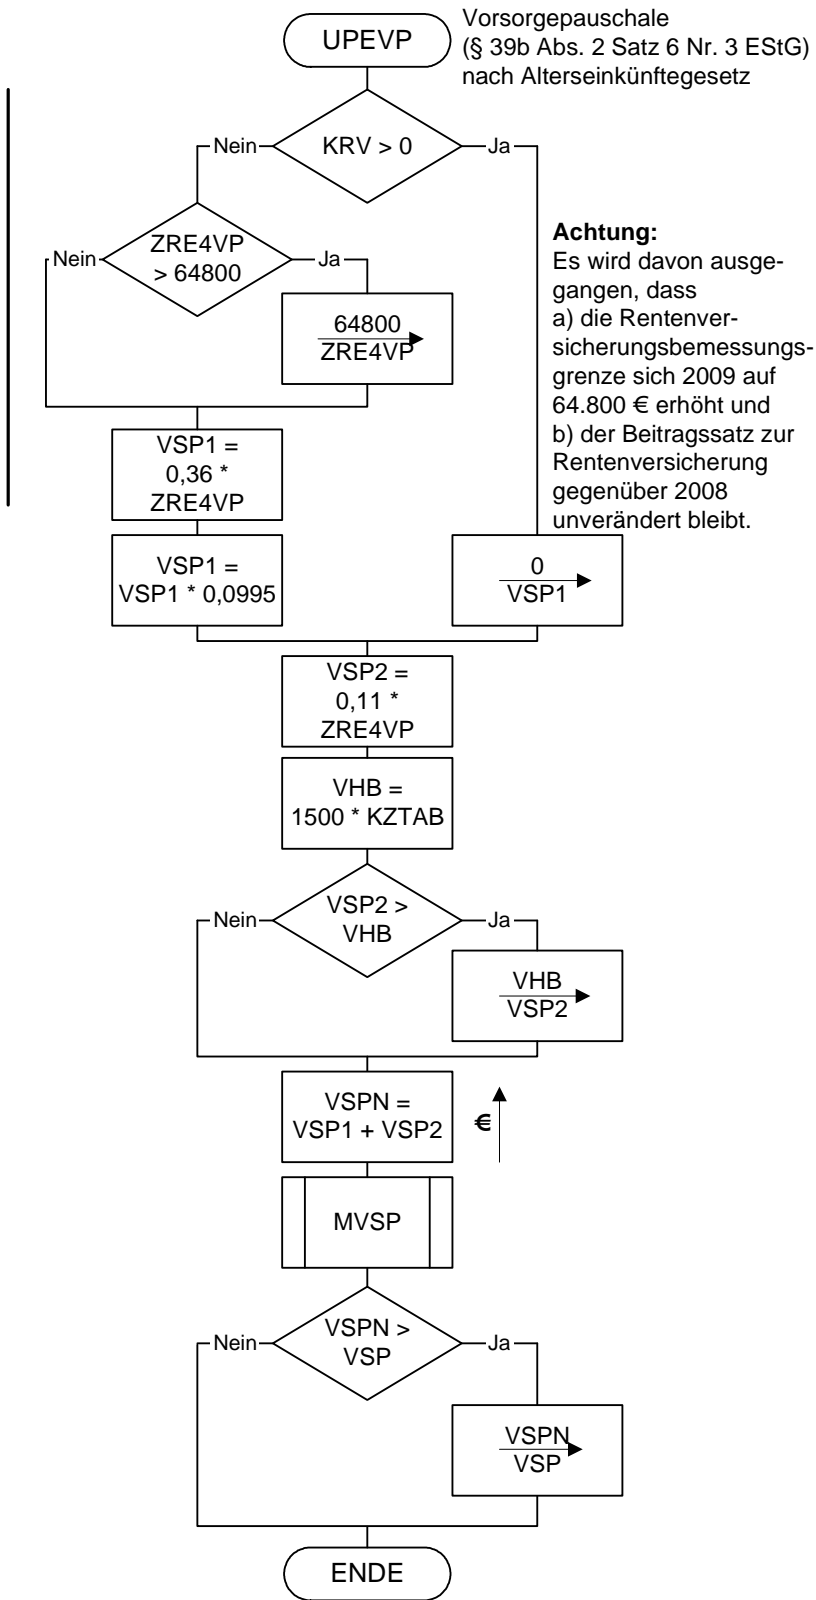 UPEVP
Vorsorgepauschale
(§ 39b Abs. 2 Satz 6 Nr. 3 EStG)
nach Alterseinkünftegesetz
Nein
KRV > 0
Ja
Nein
ZRE4VP
> 64800
Ja
64800
ZRE4VP
Achtung:
Es wird davon ausge-
gangen, dass
a) die Rentenver-
sicherungsbemessungs-
grenze sich 2009 auf
64.800 € erhöht und
b) der Beitragssatz zur
Rentenversicherung
gegenüber 2008
unverändert bleibt.
VSP1 =
0,36 *
ZRE4VP
VSP1 =
VSP1 * 0,0995
0
VSP1
VSP2 =
0,11 *
ZRE4VP
VHB =
1500 * KZTAB
Nein
VSP2 >
VHB
Ja
VHB
VSP2
VSPN =
VSP1 + VSP2
€
MVSP
Nein
VSPN >
VSP
Ja
VSPN
VSP
ENDE